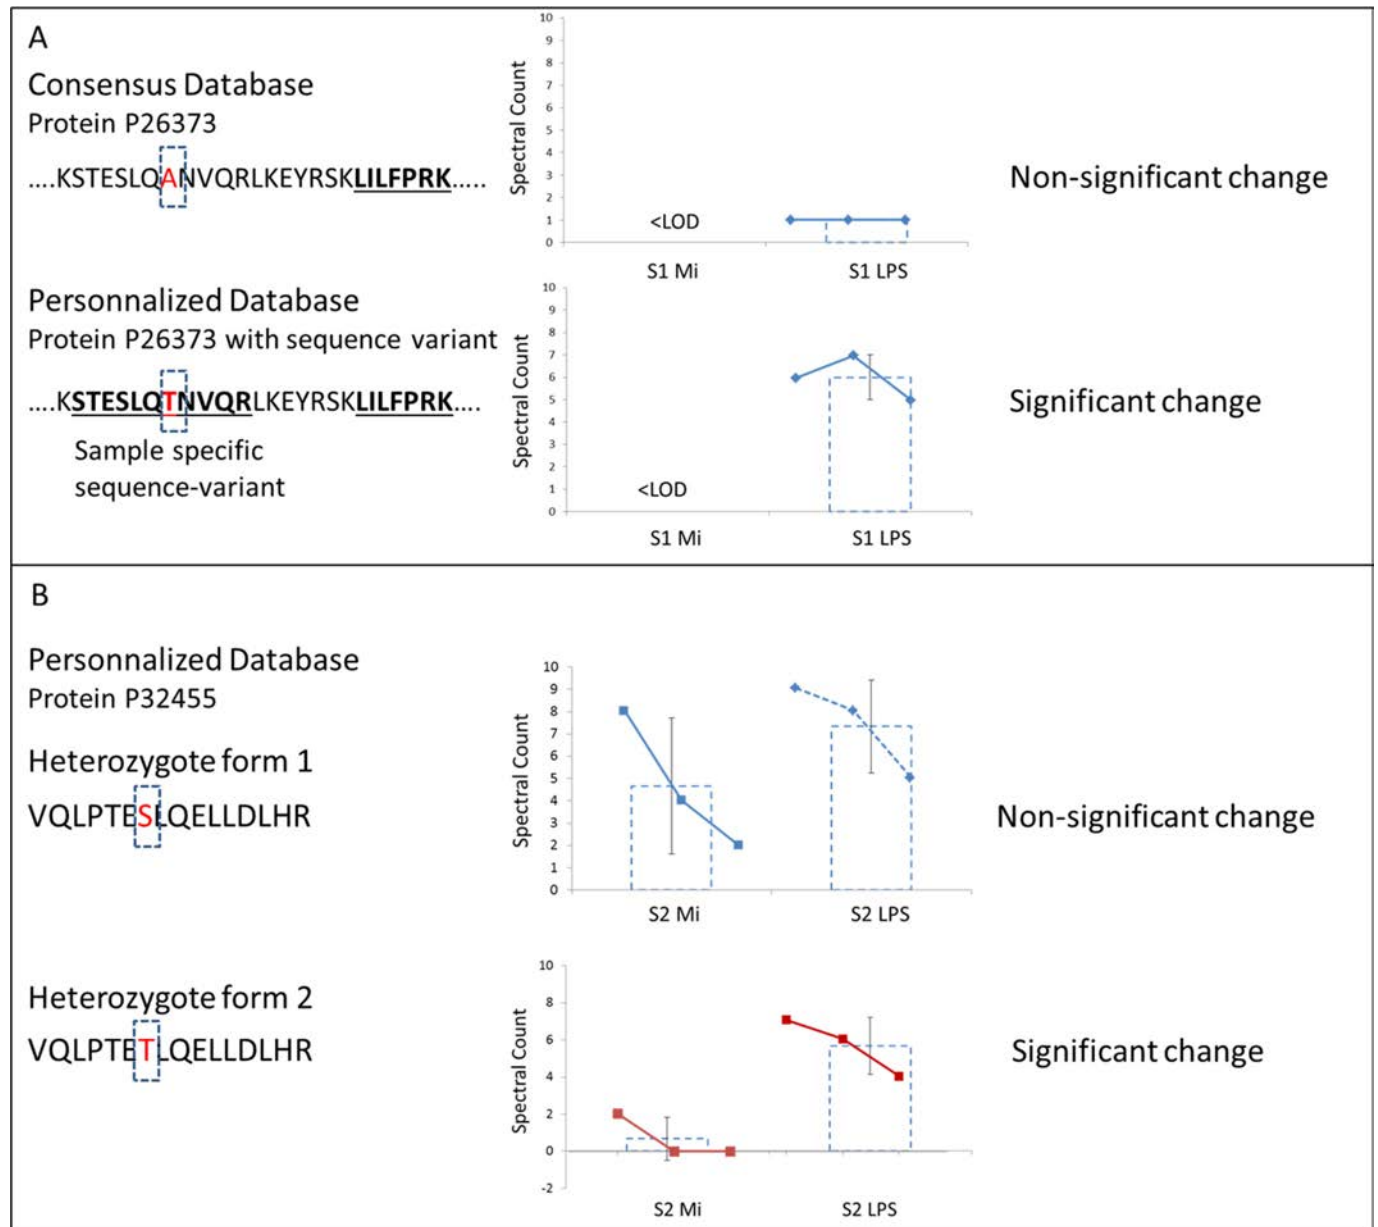 A
Consensus Database
Protein P26373
....KSTESLQANVQRLKEYRSKLILFPRK.....
Spectral Count
10
9
8
7
6
5
4
3
2
1
0
<LOD
S1 Mi
S1 LPS
Non-significant change
Personnalized Database
Protein P26373 with sequence variant
....KSTESLQTNVQRLKEYRSKLILFPRK....
Sample specific
sequence-variant
Spectral Count
10
9
8
7
6
5
4
3
2
1
0
<LOD
S1 Mi
S1 LPS
Significant change
B
Personnalized Database
Protein P32455
Heterozygote form 1
VQLPTESLQELLDLHR
Spectral Count
10
9
8
7
6
5
4
3
2
1
0
S2 Mi
S2 LPS
Non-significant change
Heterozygote form 2
VQLPTETLQELLDLHR
Spectral Count
10
8
6
4
2
0
-2
S2 Mi
S2 LPS
Significant change